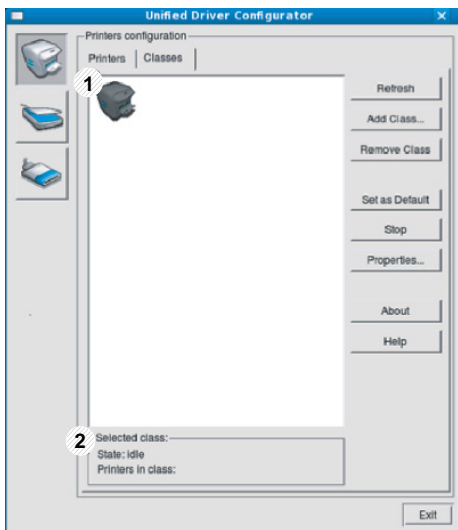 Unified Driver Configurator
Printers configuration
Printers Classes
1
Refresh
Add Class...
Remove Class
Set as Default
Stop
Properties...
About
Help
2 Selected class:
State: idle
Printers in class:
Exit